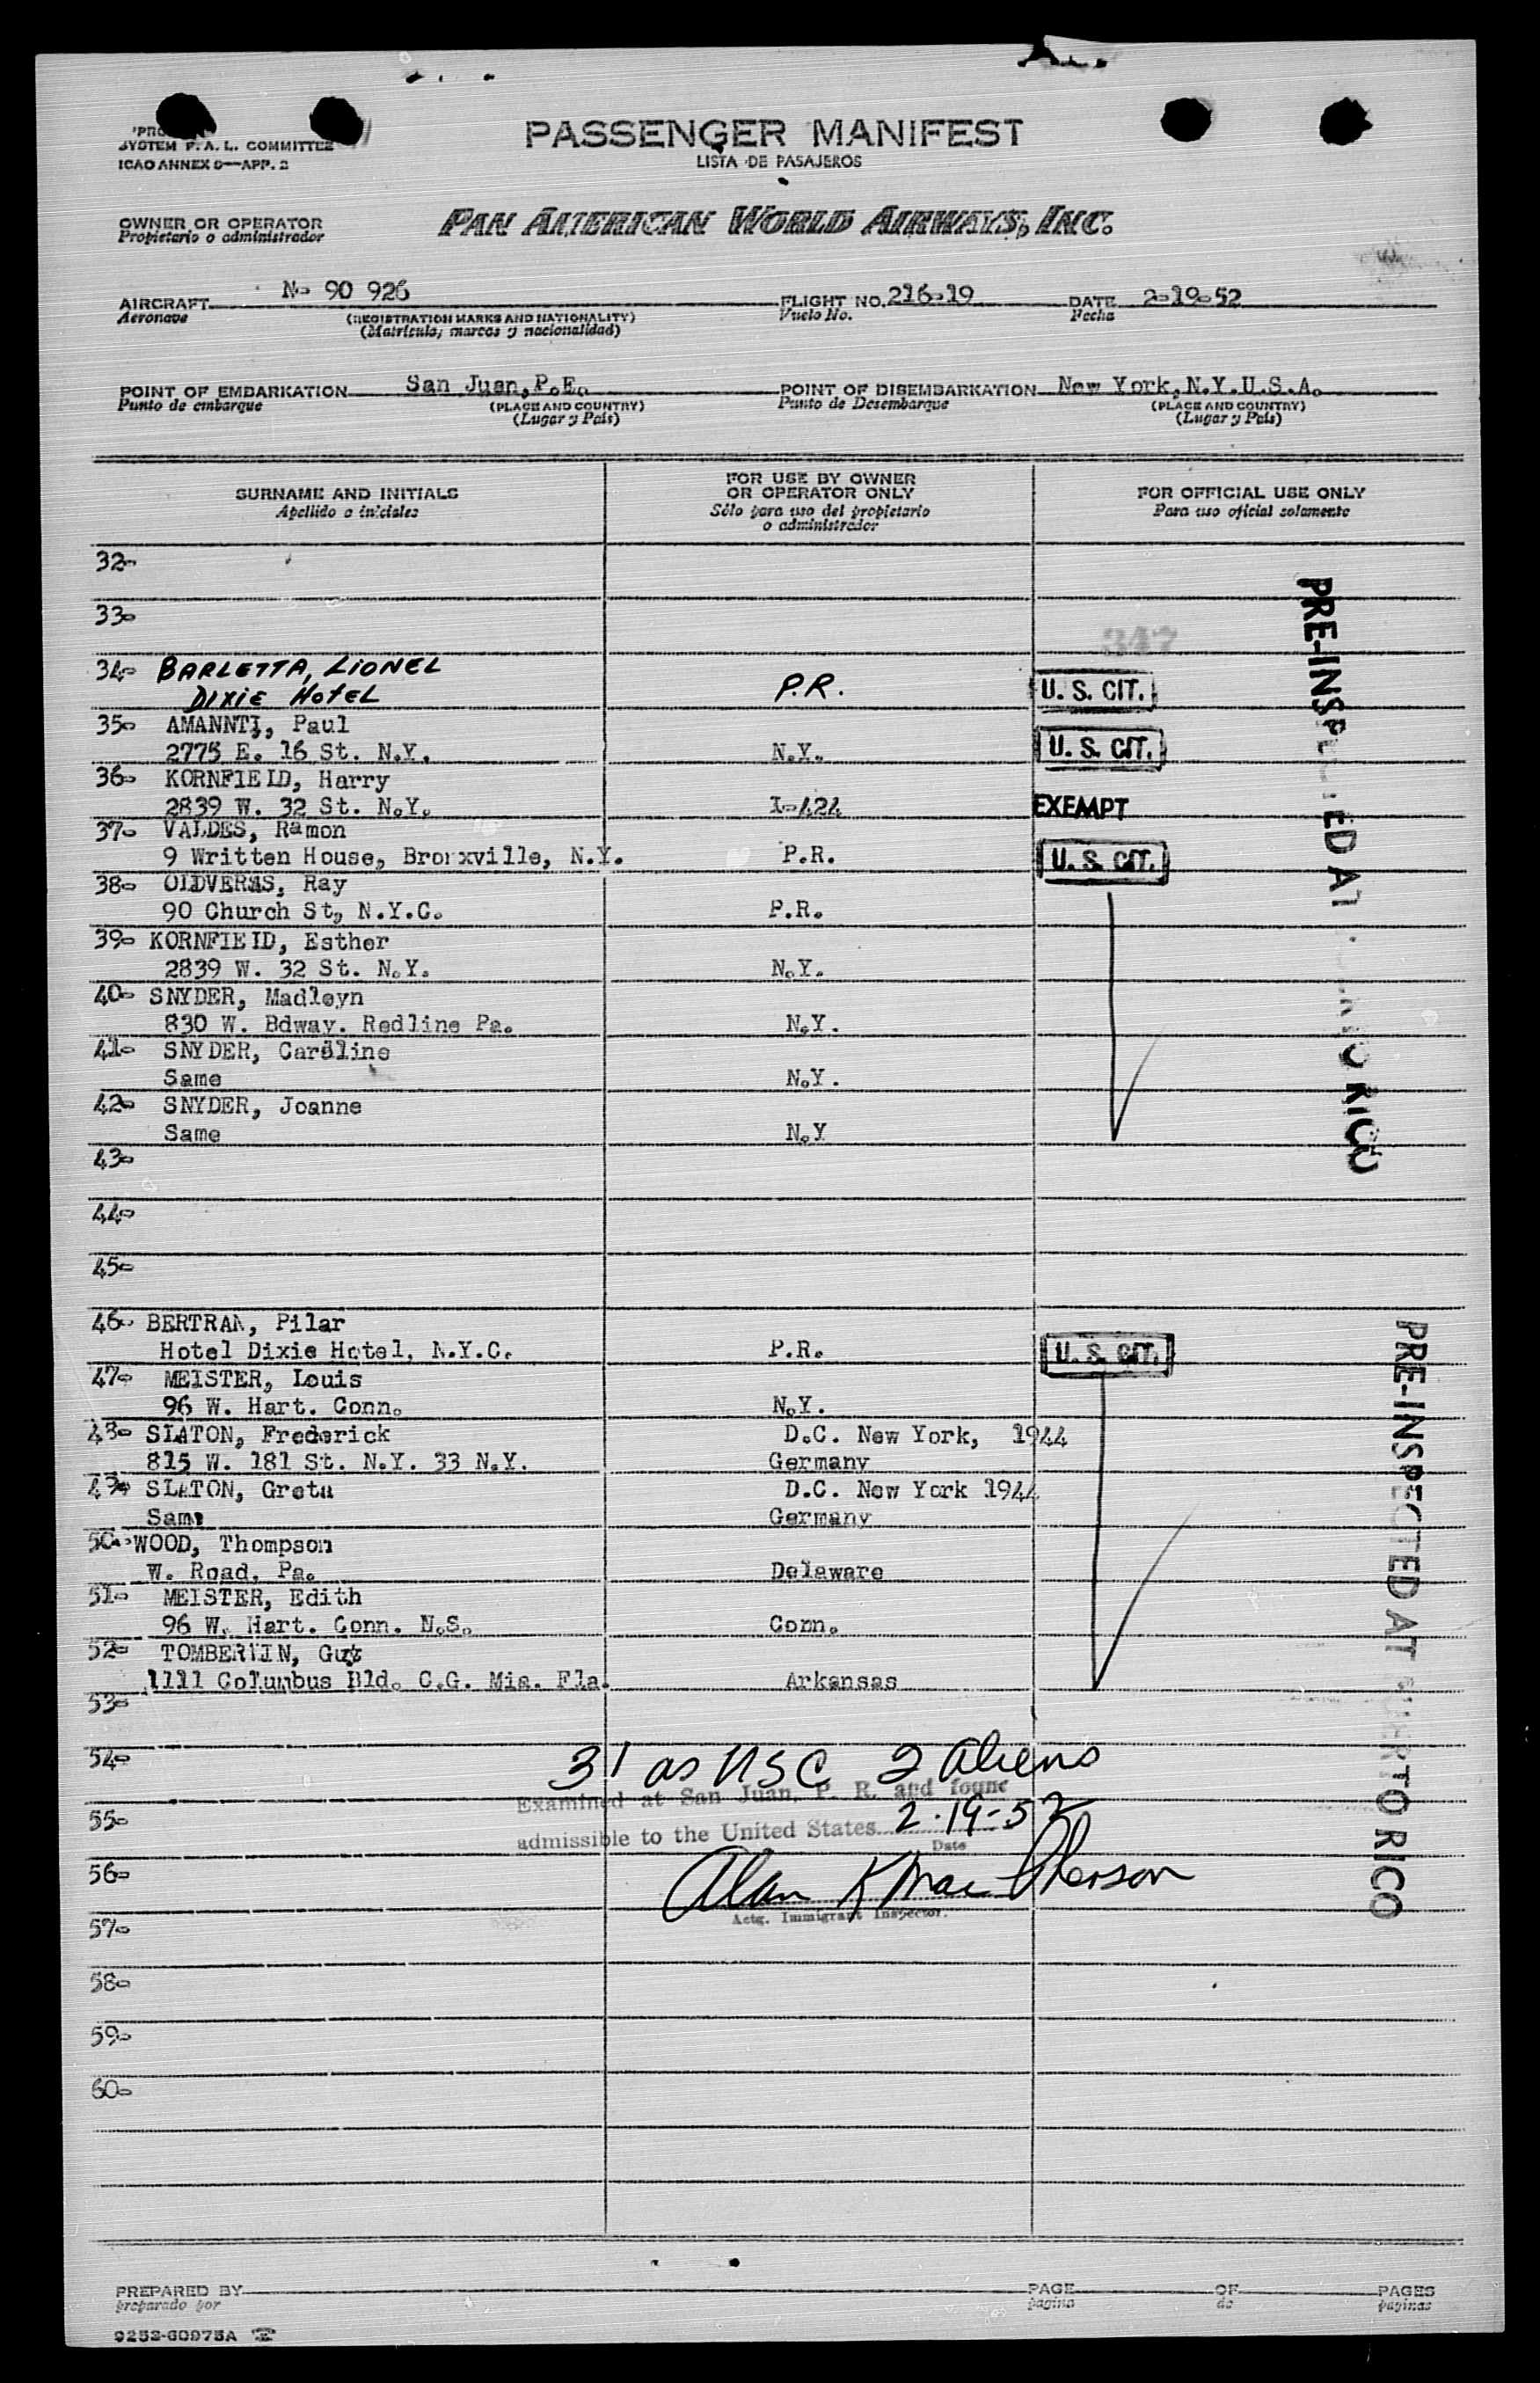 PASSENGER MANIFEST
LISTA DE PASAJEROS
SYSTEM F. A. L. COMMITTEE
ICAO ANNEX 9—APP. 2
OWNER OR OPERATOR
Propietario o administrador
PAN AMERICAN WORLD AIRWAYS, INC.
AIRCRAFT N- 90 926 FLIGHT NO. 216-19 DATE 2-19-52
Aeronave (REGISTRATION MARKS AND NATIONALITY) Vuelo No. Fecha
(Matrícula, marcas y nacionalidad)
POINT OF EMBARKATION San Juan, P.E. POINT OF DISEMBARKATION New York, N.Y. U.S.A.
Punto de embarque (PLACE AND COUNTRY) Punto de Desembarque (PLACE AND COUNTRY)
(Lugar y País) (Lugar y País)
SURNAME AND INITIALS
Apellido e iniciales
FOR USE BY OWNER
OR OPERATOR ONLY
Sólo para uso del propietario
o administrador
FOR OFFICIAL USE ONLY
Para uso oficial solamente
32-
33-
347
34- BARLETTA, LIONEL
DIXIE HOTEL P.R. U. S. CIT.
35- AMANNTI, Paul
2775 E. 16 St. N.Y. N.Y. U. S. CIT.
36- KORNFIELD, Harry
2839 W. 32 St. N.Y. I-424 EXEMPT
37- VALDES, Ramon
9 Written House, Bronxville, N.Y. P.R. U. S. CIT.
38- OLDVERAS, Ray
90 Church St, N.Y.C. P.R.
39- KORNFIELD, Esther
2839 W. 32 St. N.Y. N.Y.
40- SNYDER, Madleyn
830 W. Bdway. Redline Pa. N.Y.
41- SNYDER, Caroline
Same N.Y.
42- SNYDER, Joanne
Same N.Y
43-
44-
45-
46- BERTRAN, Pilar
Hotel Dixie Hotel, N.Y.C. P.R. U. S. CIT.
47- MEISTER, Louis
96 W. Hart. Conn. N.Y.
48- SLATON, Frederick D.C. New York, 1944
815 W. 181 St. N.Y. 33 N.Y. Germany
49- SLATON, Greta D.C. New York 1944
Same Germany
50- WOOD, Thompson
W. Road, Pa. Delaware
51- MEISTER, Edith
96 W. Hart. Conn. N.S. Conn.
52- TOMBERLIN, Guy
1111 Columbus Bld. C.G. Mia. Fla. Arkansas
53-
54- 31 as USC 2 aliens
Examined at San Juan, P. R. and found
55- admissible to the United States 2-19-52
Date
56- Alan K MacPherson
57- Actg. Immigrant Inspector.
58-
59-
60-
PRE-INSPECTED AT PUERTO RICO
PRE-INSPECTED AT PUERTO RICO
PREPARED BY PAGE OF PAGES
preparado por página de páginas
9253-60975A